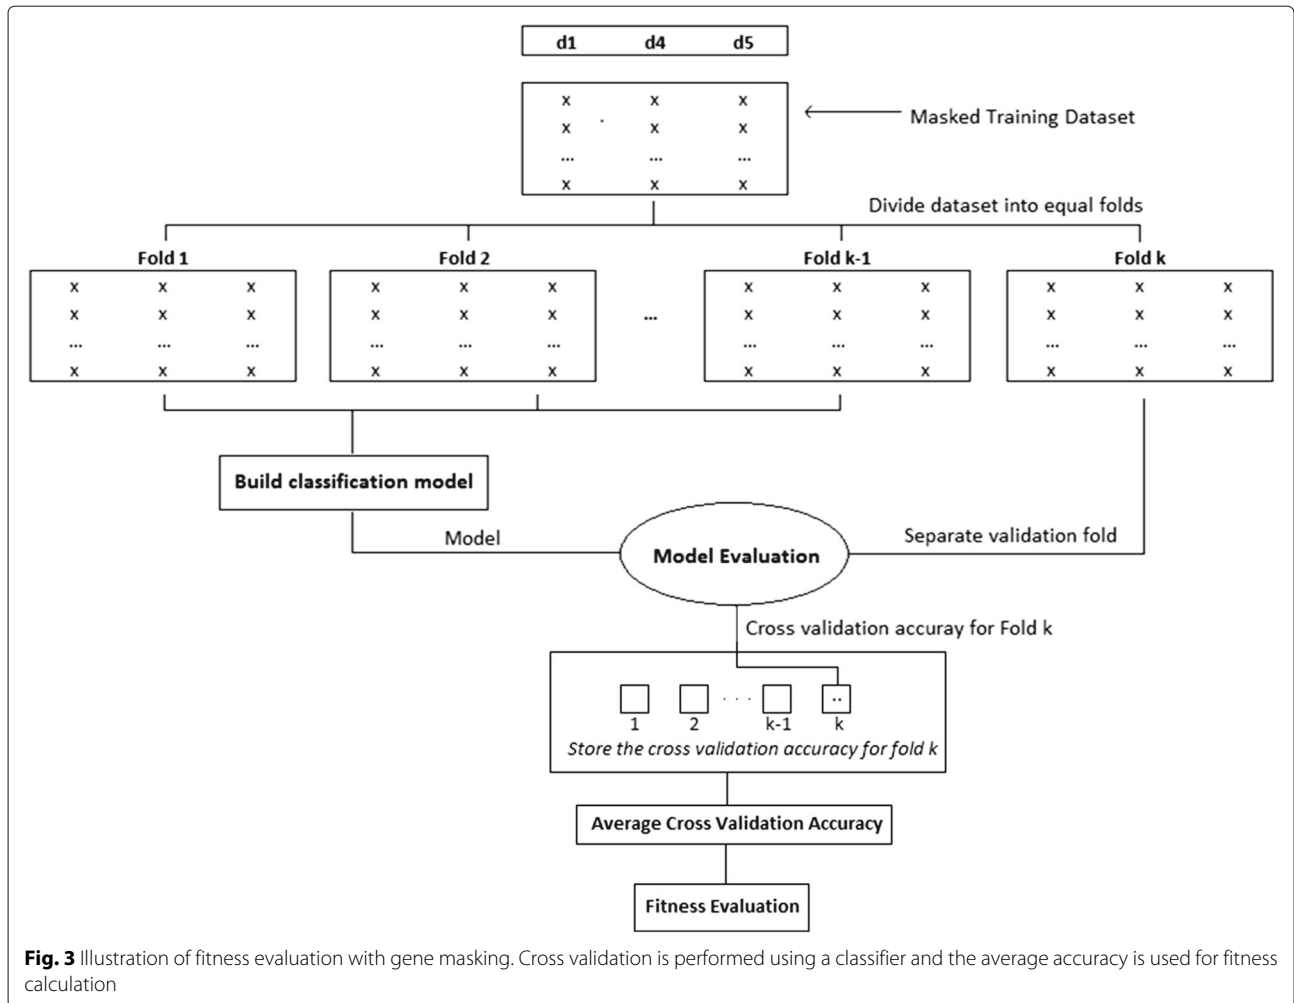 d1 d4 d5
x x x
x . x x
... ... ...
x x x
Masked Training Dataset
Divide dataset into equal folds
Fold 1 Fold 2 Fold k-1 Fold k
x x x x x x x x x x x x
x x x x x x ... x x x x x x
... ... ... ... ... ... ... ... ... ... ... ...
x x x x x x x x x x x x
Build classification model
Model
Model Evaluation
Separate validation fold
Cross validation accuray for Fold k
. . . ..
1 2 k-1 k
Store the cross validation accuracy for fold k
Average Cross Validation Accuracy
Fitness Evaluation
Fig. 3 Illustration of fitness evaluation with gene masking. Cross validation is performed using a classifier and the average accuracy is used for fitness
calculation